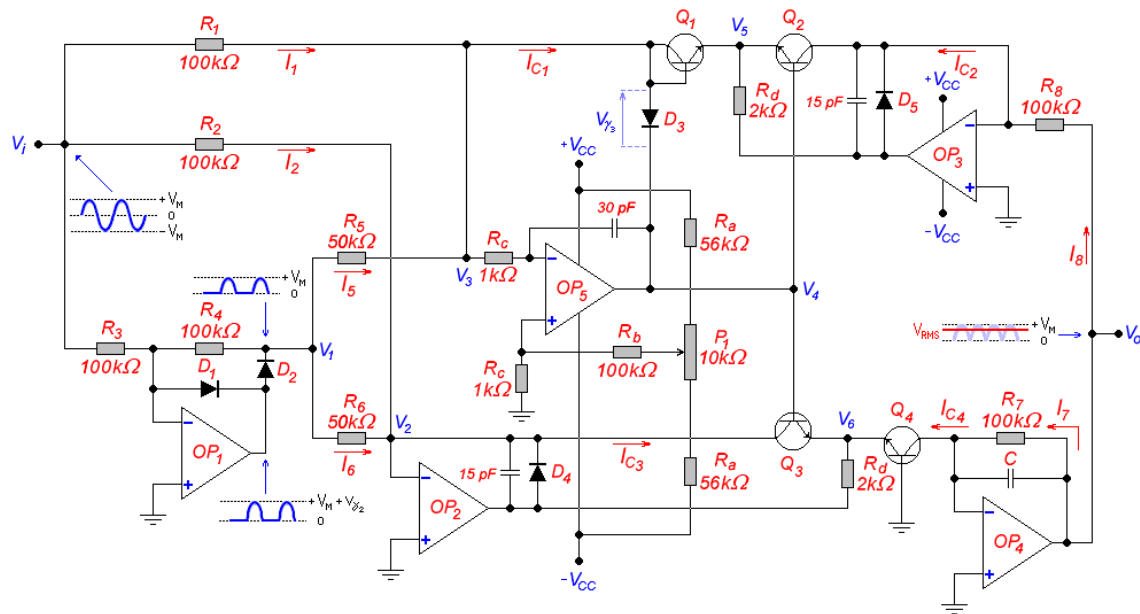 R1
100kΩ
I1
IC1
Q1
V5
Q2
IC2
R2
100kΩ
I2
Vi
+ VM
0
− VM
Vγ3
D3
Rd
2kΩ
15 pF
D5
+VCC
OP3
−VCC
R8
100kΩ
+VCC
30 pF
Ra
56kΩ
R5
50kΩ
I5
V3
Rc
1kΩ
OP5
V4
I8
+ VM
0
R3
100kΩ
R4
100kΩ
D1
D2
V1
Rc
1kΩ
Rb
100kΩ
P1
10kΩ
VRMS
+ VM
0
Vo
OP1
R6
50kΩ
I6
V2
15 pF
D4
IC3
Q3
V6
Q4
IC4
R7
100kΩ
I7
C
+ VM + Vγ2
0
OP2
Ra
56kΩ
Rd
2kΩ
−VCC
OP4